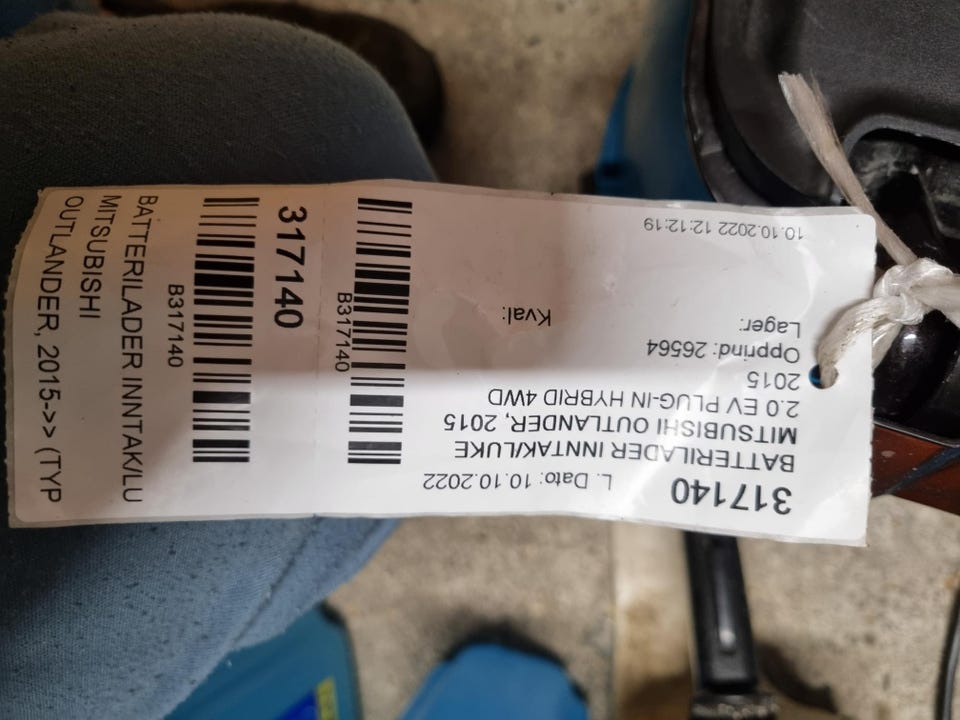 317140 L. Dato: 10.10.2022
BATTERILADER INNTAK/LUKE
MITSUBISHI OUTLANDER, 2015
2.0 EV PLUG-IN HYBRID 4WD
2015
Opprind: 26564
Lager: Kval:
10.10.2022 12:12:19
B317140
317140
B317140
BATTERILADER INNTAK/LU
MITSUBISHI
OUTLANDER, 2015->> (TYP